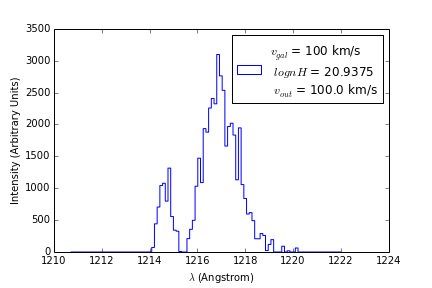 3500
3000
2500
2000
1500
1000
500
0
Intensity (Arbitrary Units)
v_gal = 100 km/s
lognH = 20.9375
v_out = 100.0 km/s
1210 1212 1214 1216 1218 1220 1222 1224
λ (Angstrom)